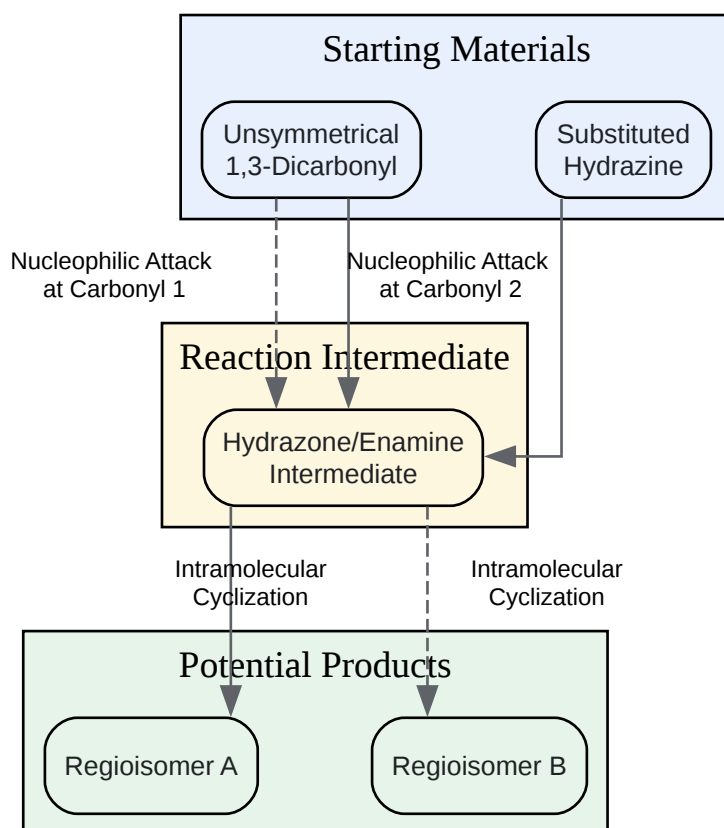 Starting Materials
Unsymmetrical
1,3-Dicarbonyl
Substituted
Hydrazine
Nucleophilic Attack
at Carbonyl 1
Nucleophilic Attack
at Carbonyl 2
Reaction Intermediate
Hydrazone/Enamine
Intermediate
Intramolecular
Cyclization
Intramolecular
Cyclization
Potential Products
Regioisomer A
Regioisomer B